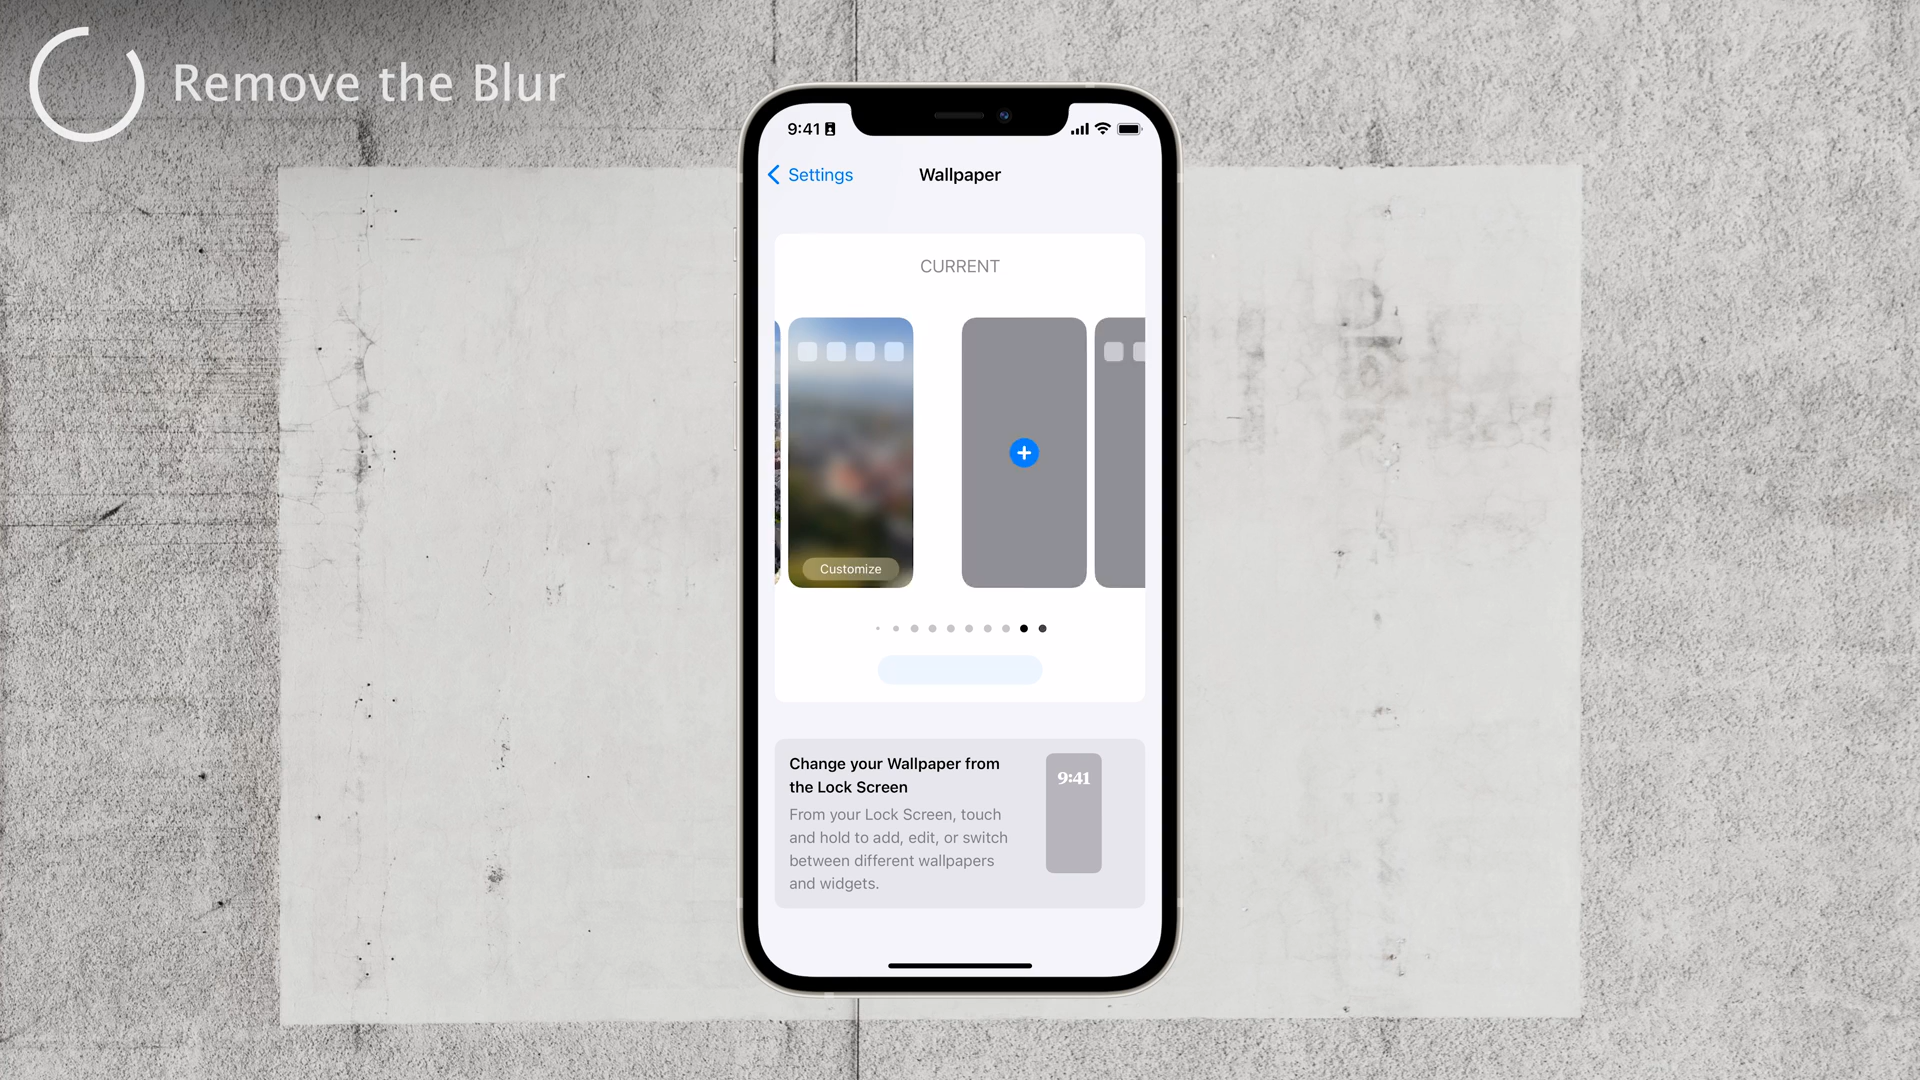 Remove the Blur
9:41
Settings
Wallpaper
CURRENT
Customize
Change your Wallpaper from
the Lock Screen
9:41
From your Lock Screen, touch
and hold to add, edit, or switch
between different wallpapers
and widgets.